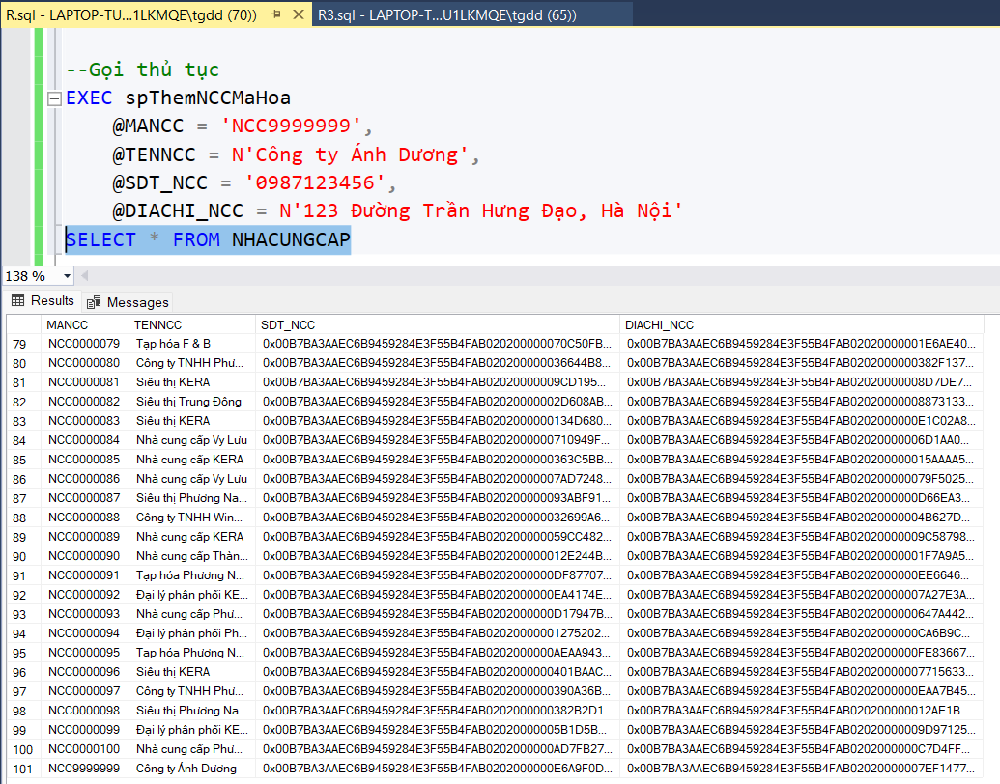 R.sql - LAPTOP-TU...1LKMQE\tgdd (70))
R3.sql - LAPTOP-T...U1LKMQE\tgdd (65))
--Gọi thủ tục
EXEC spThemNCCMaHoa
@MANCC = 'NCC9999999',
@TENNCC = N'Công ty Ánh Dương',
@SDT_NCC = '0987123456',
@DIACHI_NCC = N'123 Đường Trần Hưng Đạo, Hà Nội'
SELECT * FROM NHACUNGCAP
138 %
Results Messages
MANCC TENNCC SDT_NCC DIACHI_NCC
79 NCC0000079 Tạp hóa F & B 0x00B7BA3AAEC6B9459284E3F55B4FAB020200000070C50FB... 0x00B7BA3AAEC6B9459284E3F55B4FAB02020000001E6AE40...
80 NCC0000080 Công ty TNHH Phư... 0x00B7BA3AAEC6B9459284E3F55B4FAB020200000036644B8... 0x00B7BA3AAEC6B9459284E3F55B4FAB0202000000382F137...
81 NCC0000081 Siêu thị KERA 0x00B7BA3AAEC6B9459284E3F55B4FAB02020000009CD195... 0x00B7BA3AAEC6B9459284E3F55B4FAB02020000008D7DE7...
82 NCC0000082 Siêu thị Trung Đông 0x00B7BA3AAEC6B9459284E3F55B4FAB02020000002D608AB... 0x00B7BA3AAEC6B9459284E3F55B4FAB02020000008873133...
83 NCC0000083 Siêu thị KERA 0x00B7BA3AAEC6B9459284E3F55B4FAB0202000000134D680... 0x00B7BA3AAEC6B9459284E3F55B4FAB0202000000E1C02A8...
84 NCC0000084 Nhà cung cấp Vy Lưu 0x00B7BA3AAEC6B9459284E3F55B4FAB0202000000710949F... 0x00B7BA3AAEC6B9459284E3F55B4FAB02020000006D1AA0...
85 NCC0000085 Nhà cung cấp KERA 0x00B7BA3AAEC6B9459284E3F55B4FAB0202000000363C5BB... 0x00B7BA3AAEC6B9459284E3F55B4FAB020200000015AAAA5...
86 NCC0000086 Nhà cung cấp Vy Lưu 0x00B7BA3AAEC6B9459284E3F55B4FAB02020000007AD7248... 0x00B7BA3AAEC6B9459284E3F55B4FAB020200000079F5025...
87 NCC0000087 Siêu thị Phương Na... 0x00B7BA3AAEC6B9459284E3F55B4FAB020200000093ABF91... 0x00B7BA3AAEC6B9459284E3F55B4FAB0202000000D66EA3...
88 NCC0000088 Công ty TNHH Win... 0x00B7BA3AAEC6B9459284E3F55B4FAB020200000032699A6... 0x00B7BA3AAEC6B9459284E3F55B4FAB02020000004B627D...
89 NCC0000089 Nhà cung cấp KERA 0x00B7BA3AAEC6B9459284E3F55B4FAB020200000059CC482... 0x00B7BA3AAEC6B9459284E3F55B4FAB02020000009C58798...
90 NCC0000090 Nhà cung cấp Thàn... 0x00B7BA3AAEC6B9459284E3F55B4FAB020200000012E244B... 0x00B7BA3AAEC6B9459284E3F55B4FAB02020000001F7A9A5...
91 NCC0000091 Tạp hóa Phương N... 0x00B7BA3AAEC6B9459284E3F55B4FAB0202000000DF87707... 0x00B7BA3AAEC6B9459284E3F55B4FAB0202000000EE6646...
92 NCC0000092 Đại lý phân phối KE... 0x00B7BA3AAEC6B9459284E3F55B4FAB0202000000EA4174E... 0x00B7BA3AAEC6B9459284E3F55B4FAB02020000007A27E3A...
93 NCC0000093 Nhà cung cấp Phư... 0x00B7BA3AAEC6B9459284E3F55B4FAB0202000000D17947B... 0x00B7BA3AAEC6B9459284E3F55B4FAB0202000000647A442...
94 NCC0000094 Đại lý phân phối Ph... 0x00B7BA3AAEC6B9459284E3F55B4FAB02020000001275202... 0x00B7BA3AAEC6B9459284E3F55B4FAB0202000000CA6B9C...
95 NCC0000095 Tạp hóa Phương N... 0x00B7BA3AAEC6B9459284E3F55B4FAB0202000000AEAA943... 0x00B7BA3AAEC6B9459284E3F55B4FAB0202000000FE83667...
96 NCC0000096 Siêu thị KERA 0x00B7BA3AAEC6B9459284E3F55B4FAB0202000000401BAAC... 0x00B7BA3AAEC6B9459284E3F55B4FAB02020000007715633...
97 NCC0000097 Công ty TNHH Phư... 0x00B7BA3AAEC6B9459284E3F55B4FAB0202000000390A36B... 0x00B7BA3AAEC6B9459284E3F55B4FAB0202000000EAA7B45...
98 NCC0000098 Siêu thị Phương Na... 0x00B7BA3AAEC6B9459284E3F55B4FAB0202000000382B2D1... 0x00B7BA3AAEC6B9459284E3F55B4FAB020200000012AE1B...
99 NCC0000099 Đại lý phân phối KE... 0x00B7BA3AAEC6B9459284E3F55B4FAB02020000005B1D5B... 0x00B7BA3AAEC6B9459284E3F55B4FAB02020000009D97125...
100 NCC0000100 Nhà cung cấp Phư... 0x00B7BA3AAEC6B9459284E3F55B4FAB0202000000AD7FB27... 0x00B7BA3AAEC6B9459284E3F55B4FAB0202000000C7D4FF...
101 NCC9999999 Công ty Ánh Dương 0x00B7BA3AAEC6B9459284E3F55B4FAB0202000000E6A9F0D... 0x00B7BA3AAEC6B9459284E3F55B4FAB02020000007EF1477...